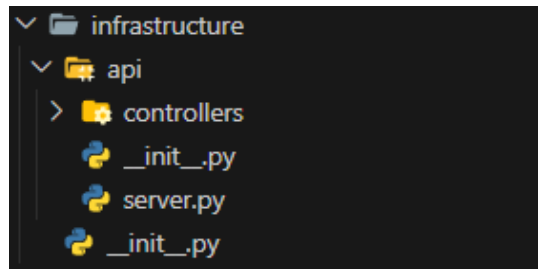 infrastructure
api
controllers
__init__.py
server.py
__init__.py